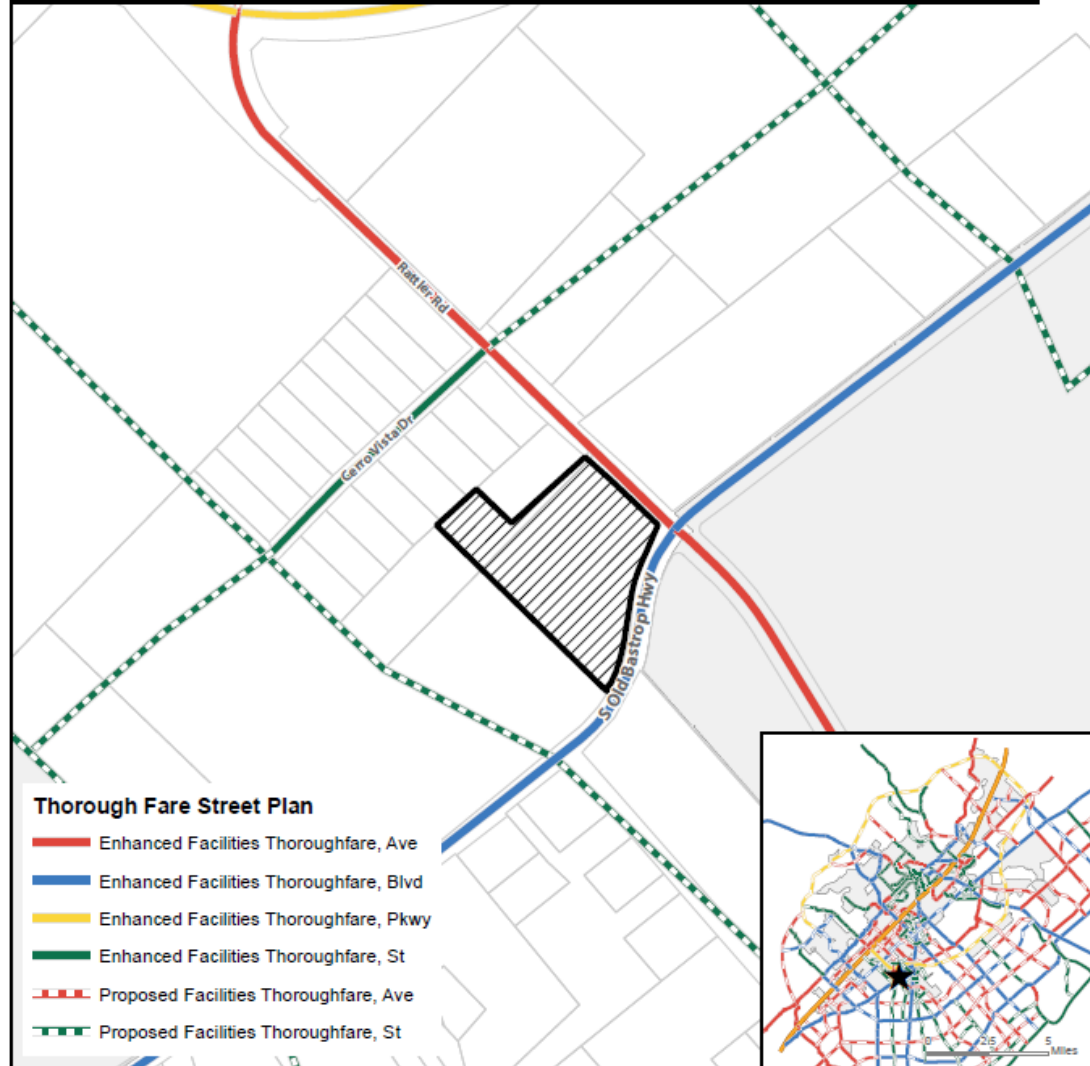 Rattler Rd
Cerro Vista Dr
S Old Bastrop Hwy
Thorough Fare Street Plan
Enhanced Facilities Thoroughfare, Ave
Enhanced Facilities Thoroughfare, Blvd
Enhanced Facilities Thoroughfare, Pkwy
Enhanced Facilities Thoroughfare, St
Proposed Facilities Thoroughfare, Ave
Proposed Facilities Thoroughfare, St
0 2.5 5
Miles